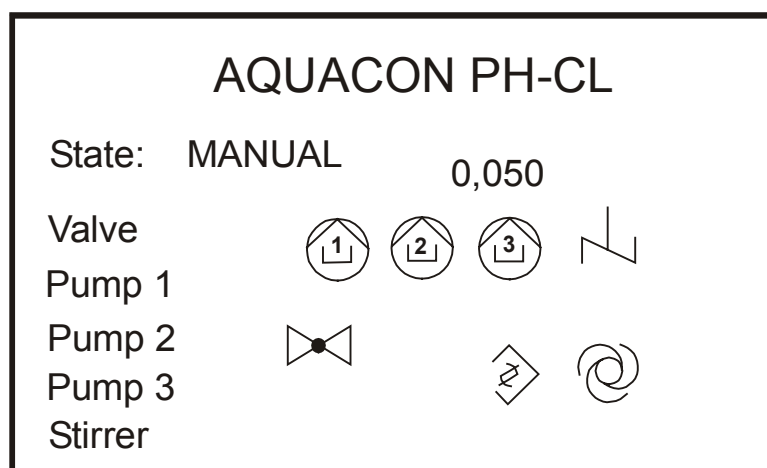 AQUACON PH-CL
State: MANUAL
0,050
Valve
1 2 3
Pump 1
Pump 2
Pump 3
Stirrer